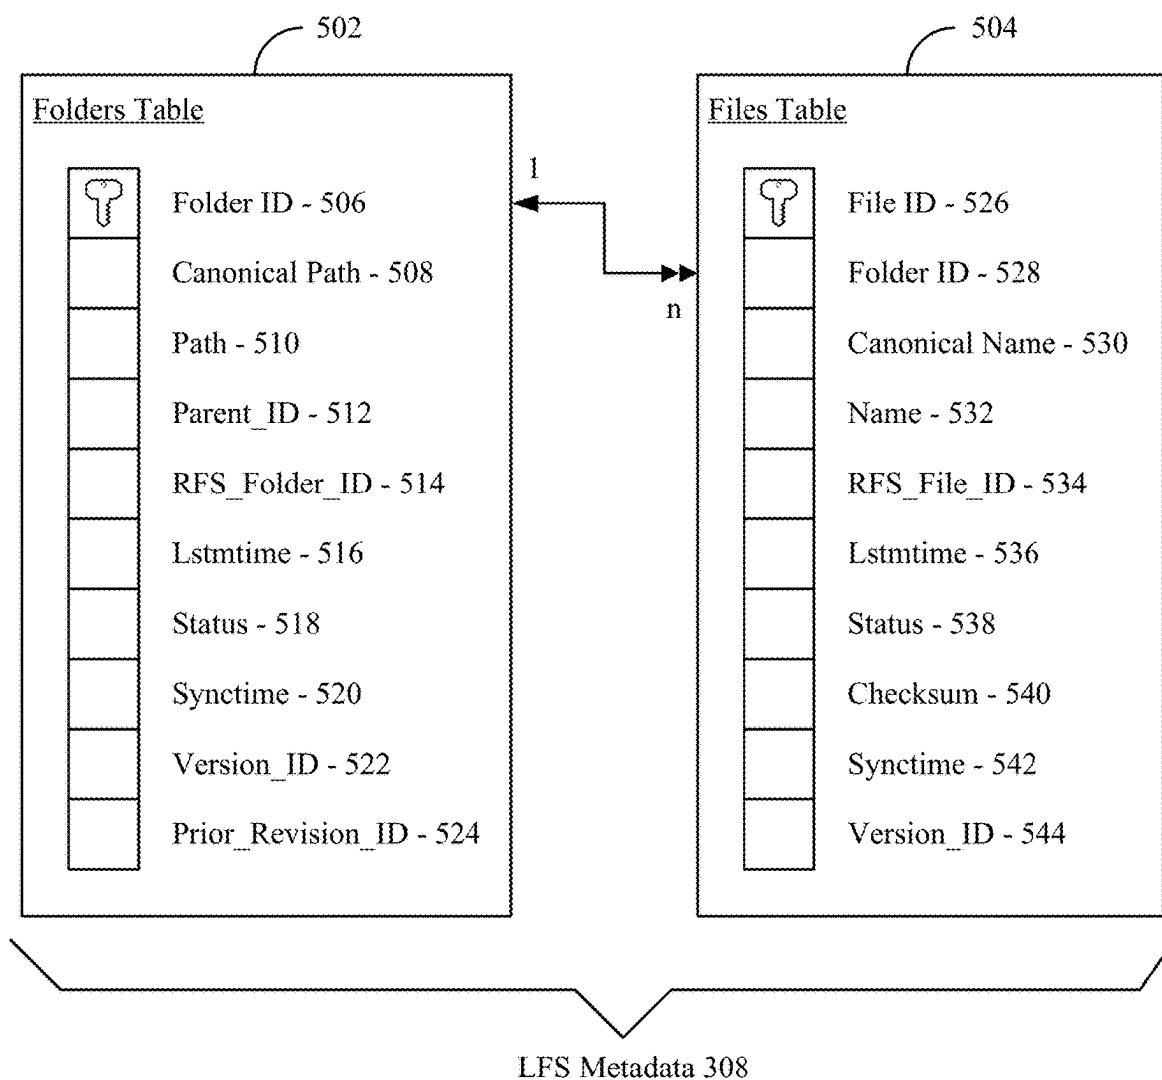 502
504
Folders Table
Files Table
1
n
Folder ID - 506
Canonical Path - 508
Path - 510
Parent_ID - 512
RFS_Folder_ID - 514
Lstmtime - 516
Status - 518
Synctime - 520
Version_ID - 522
Prior_Revision_ID - 524
File ID - 526
Folder ID - 528
Canonical Name - 530
Name - 532
RFS_File_ID - 534
Lstmtime - 536
Status - 538
Checksum - 540
Synctime - 542
Version_ID - 544
LFS Metadata 308